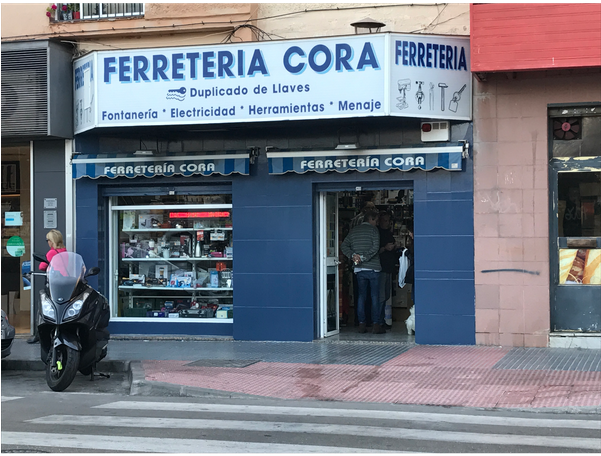 FERRETERIA CORA
FERRETERIA
Duplicado de Llaves
Fontanería * Electricidad * Herramientas * Menaje
FERRETERÍA CORA
FERRETERÍA CORA